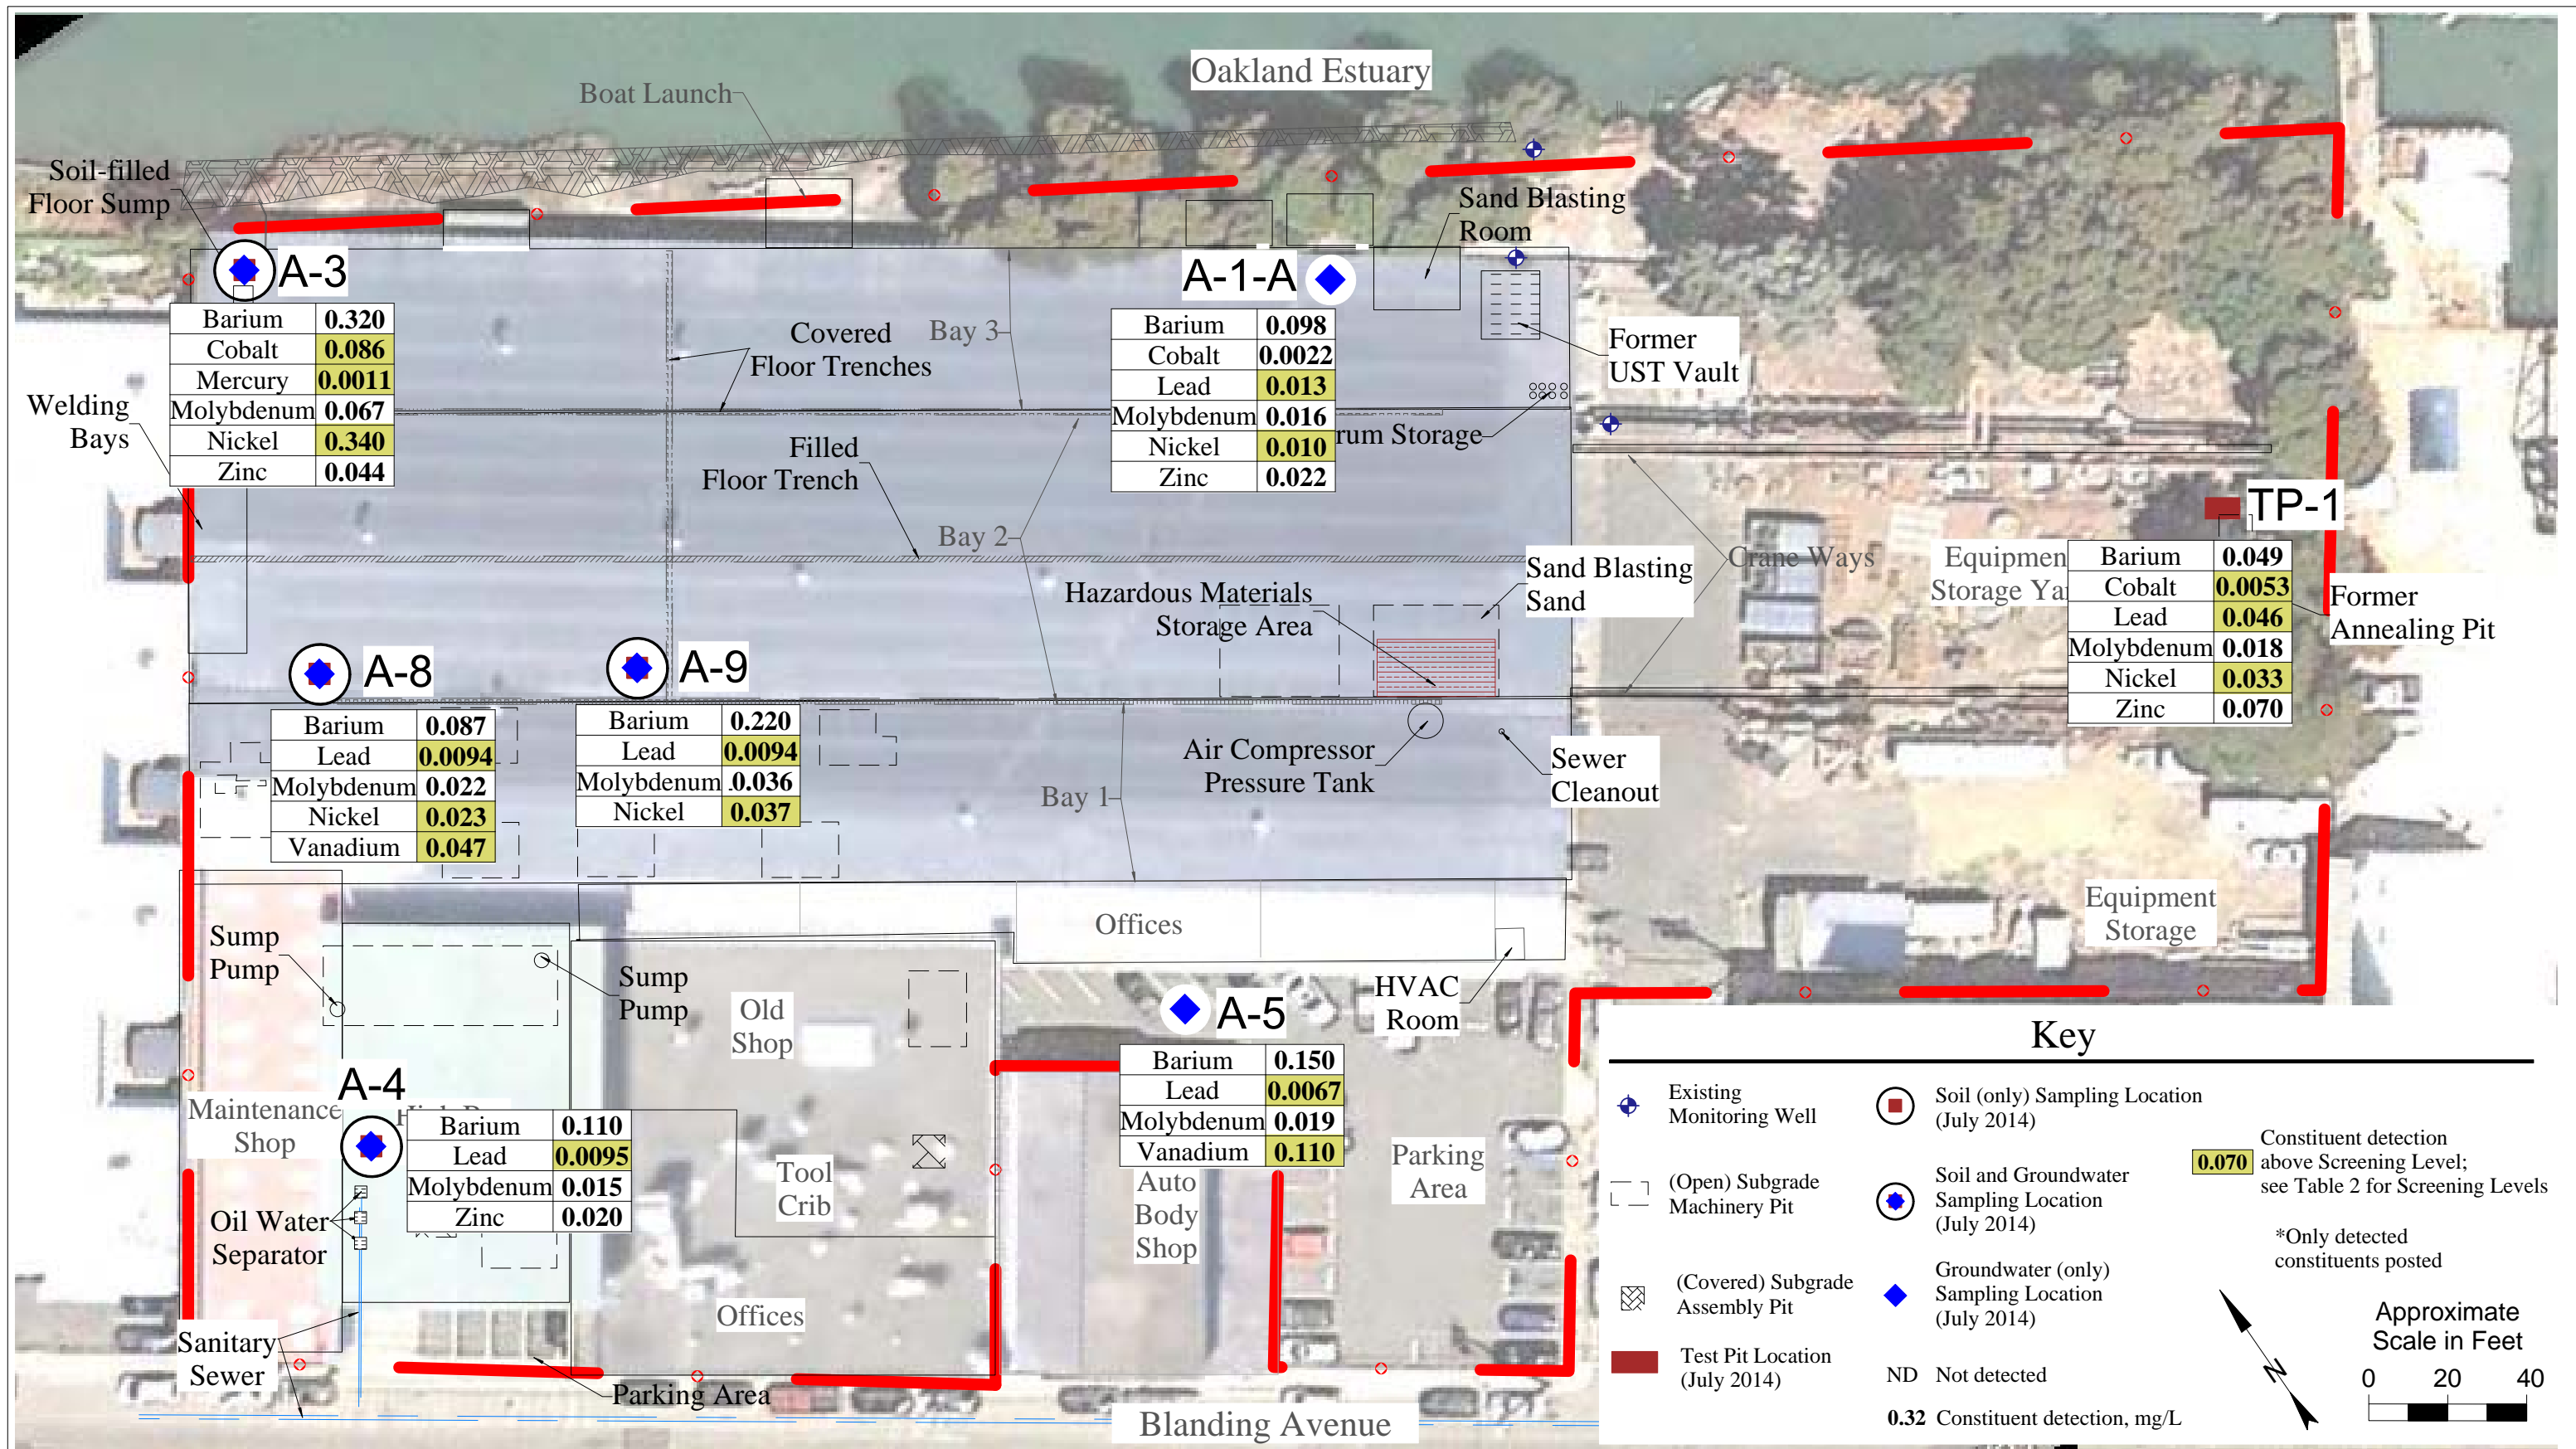 Oakland Estuary
Boat Launch
Soil-filled
Floor Sump
Sand Blasting
Room
A-3
Barium 0.320
Cobalt 0.086
Mercury 0.0011
Molybdenum 0.067
Nickel 0.340
Zinc 0.044
A-1-A
Barium 0.098
Cobalt 0.0022
Lead 0.013
Molybdenum 0.016
Nickel 0.010
Zinc 0.022
Covered
Floor Trenches
Bay 3
Former
UST Vault
Welding
Bays
Filled
Floor Trench
rum Storage
Bay 2
TP-1
Barium 0.049
Cobalt 0.0053
Lead 0.046
Molybdenum 0.018
Nickel 0.033
Zinc 0.070
Crane Ways
Equipmen
Storage Ya
Former
Annealing Pit
Sand Blasting
Sand
Hazardous Materials
Storage Area
A-8
Barium 0.087
Lead 0.0094
Molybdenum 0.022
Nickel 0.023
Vanadium 0.047
A-9
Barium 0.220
Lead 0.0094
Molybdenum 0.036
Nickel 0.037
Air Compressor
Pressure Tank
Bay 1
Sewer
Cleanout
Offices
Equipment
Storage
Sump
Pump
Sump
Pump
Old
Shop
HVAC
Room
A-5
Barium 0.150
Lead 0.0067
Molybdenum 0.019
Vanadium 0.110
A-4
Barium 0.110
Lead 0.0095
Molybdenum 0.015
Zinc 0.020
Maintenance
Shop
Tool
Crib
Auto
Body
Shop
Parking
Area
Oil Water
Separator
Offices
Sanitary
Sewer
Parking Area
Blanding Avenue
Key
Existing
Monitoring Well
(Open) Subgrade
Machinery Pit
(Covered) Subgrade
Assembly Pit
Test Pit Location
(July 2014)
Soil (only) Sampling Location
(July 2014)
Soil and Groundwater
Sampling Location
(July 2014)
Groundwater (only)
Sampling Location
(July 2014)
ND Not detected
0.32 Constituent detection, mg/L
0.070 Constituent detection
above Screening Level;
see Table 2 for Screening Levels
*Only detected
constituents posted
N
Approximate
Scale in Feet
0 20 40